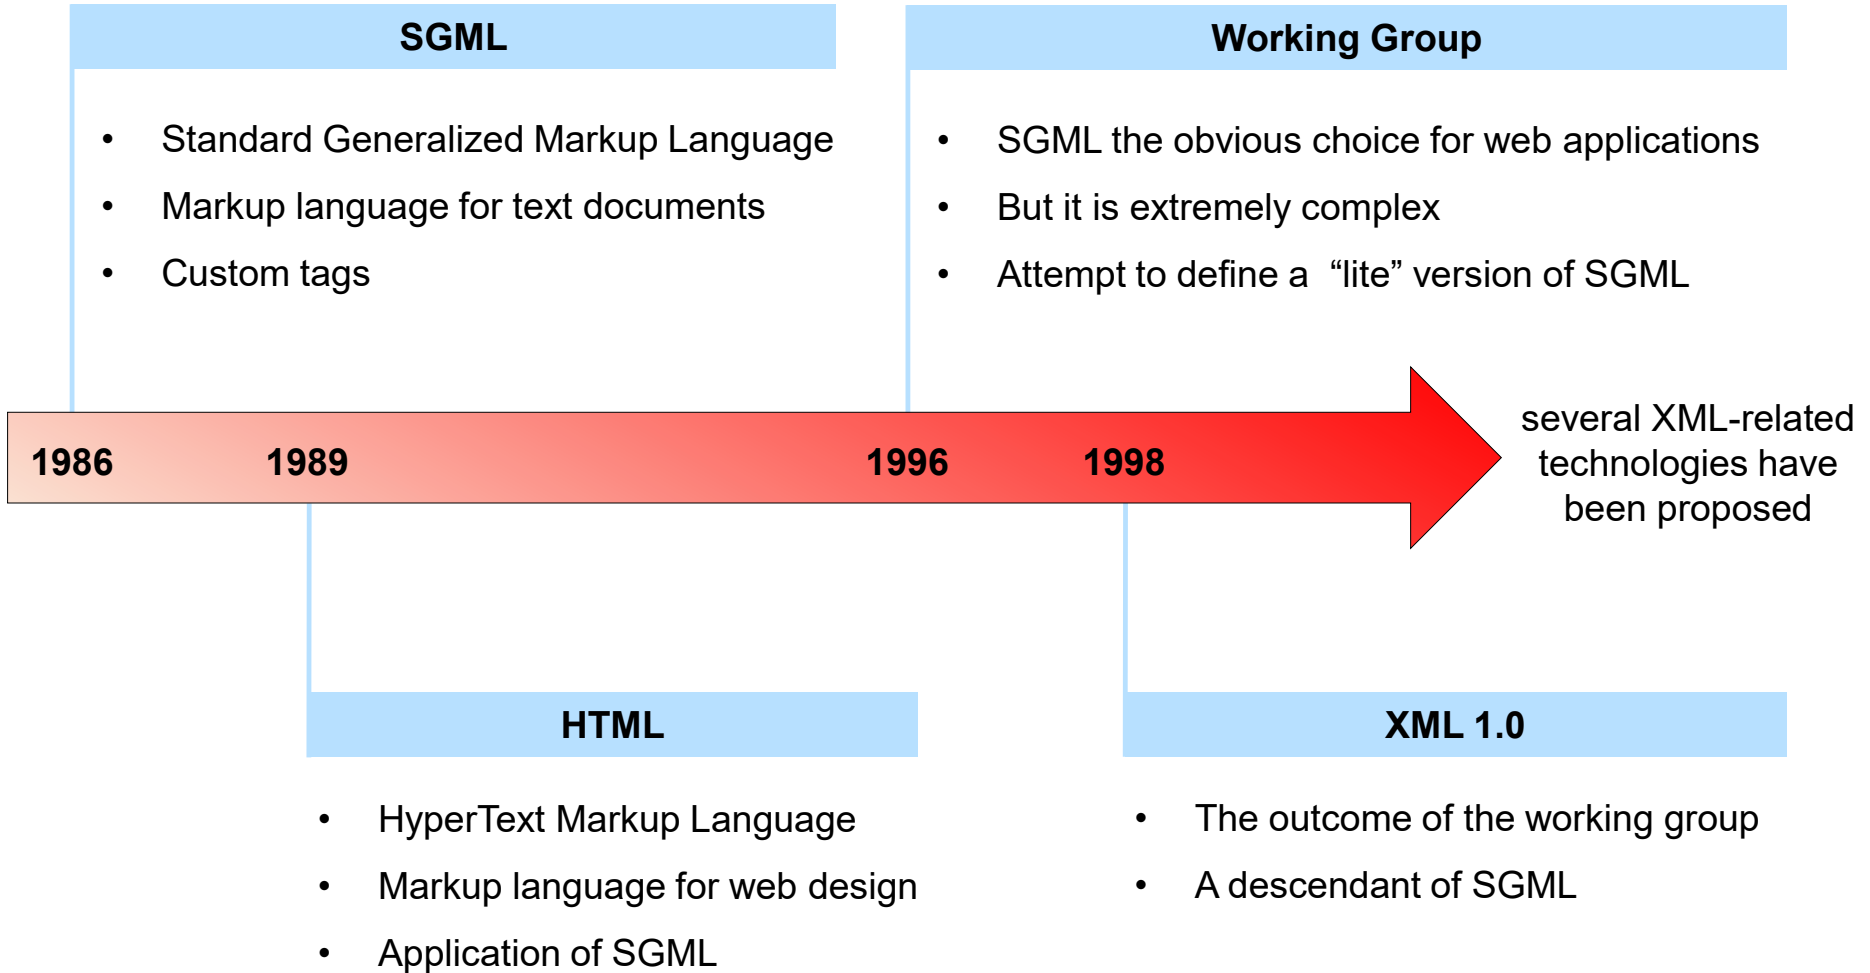 SGML
• Standard Generalized Markup Language
• Markup language for text documents
• Custom tags
Working Group
• SGML the obvious choice for web applications
• But it is extremely complex
• Attempt to define a “lite” version of SGML
1986 1989 1996 1998
several XML-related
technologies have
been proposed
HTML
• HyperText Markup Language
• Markup language for web design
• Application of SGML
XML 1.0
• The outcome of the working group
• A descendant of SGML